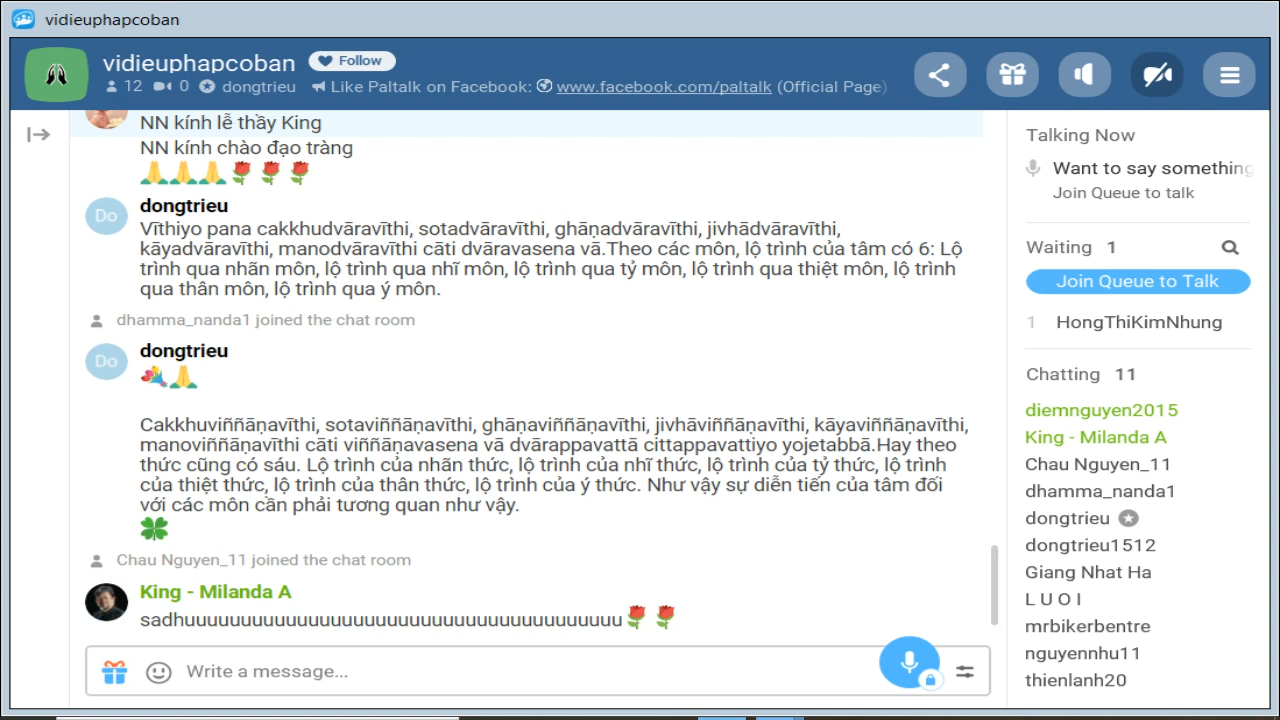 vidieuphapcoban
vidieuphapcoban
Follow
12 0 dongtrieu Like Paltalk on Facebook: www.facebook.com/paltalk (Official Page)
NN kính lễ thầy King
NN kính chào đạo tràng
🙏🙏🙏🌹🌹🌹
Do
dongtrieu
Vīthiyo pana cakkhudvāravīthi, sotadvāravīthi, ghāṇadvāravīthi, jivhādvāravīthi,
kāyadvāravīthi, manodvāravīthi cāti dvāravasena vā.Theo các môn, lộ trình của tâm có 6: Lộ
trình qua nhãn môn, lộ trình qua nhĩ môn, lộ trình qua tỷ môn, lộ trình qua thiệt môn, lộ trình
qua thân môn, lộ trình qua ý môn.
dhamma_nanda1 joined the chat room
Do
dongtrieu
💐🙏
Cakkhuviññāṇavīthi, sotaviññāṇavīthi, ghāṇaviññāṇavīthi, jivhāviññāṇavīthi, kāyaviññāṇavīthi,
manoviññāṇavīthi cāti viññāṇavasena vā dvārappavattā cittappavattiyo yojetabbā.Hay theo
thức cũng có sáu. Lộ trình của nhãn thức, lộ trình của nhĩ thức, lộ trình của tỷ thức, lộ trình
của thiệt thức, lộ trình của thân thức, lộ trình của ý thức. Như vậy sự diễn tiến của tâm đối
với các môn cần phải tương quan như vậy.
🍀
Chau Nguyen_11 joined the chat room
King - Milanda A
sadhuuuuuuuuuuuuuuuuuuuuuuuuuuuuuuuuuuuuuuu🌹🌹
Write a message...
Talking Now
Want to say something
Join Queue to talk
Waiting 1
Join Queue to Talk
1 HongThiKimNhung
Chatting 11
diemnguyen2015
King - Milanda A
Chau Nguyen_11
dhamma_nanda1
dongtrieu
dongtrieu1512
Giang Nhat Ha
L U O I
mrbikerbentre
nguyennhu11
thienlanh20